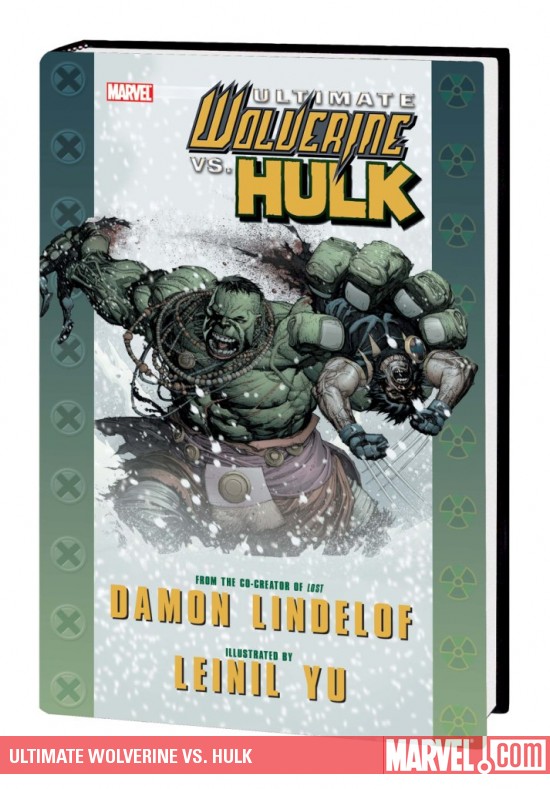 MARVEL
ULTIMATE
WOLVERINE
VS. HULK
FROM THE CO-CREATOR OF LOST
DAMON LINDELOF
ILLUSTRATED BY
LEINIL YU
ULTIMATE WOLVERINE VS. HULK
MARVEL.COM